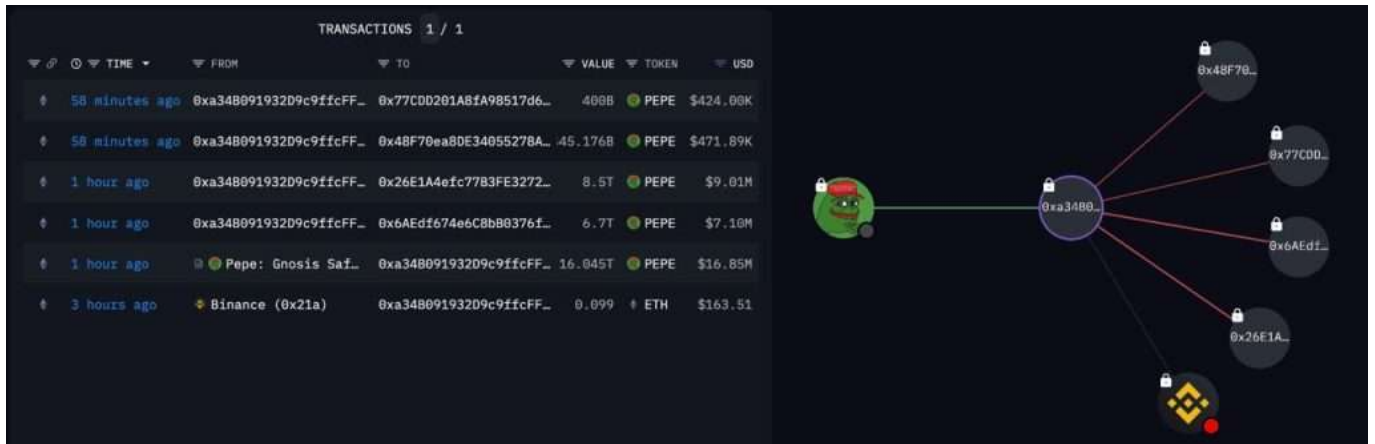 TRANSACTIONS 1 / 1
TIME FROM TO VALUE TOKEN USD
58 minutes ago 0xa34B091932D9c9ffcFF… 0x77CDD201A8fA98517d6… 400B PEPE $424.00K
58 minutes ago 0xa34B091932D9c9ffcFF… 0x48F70ea8DE34055278A… 45.176B PEPE $471.89K
1 hour ago 0xa34B091932D9c9ffcFF… 0x26E1A4efc77B3FE3272… 8.5T PEPE $9.01M
1 hour ago 0xa34B091932D9c9ffcFF… 0x6AEdf674e6C8bB0376f… 6.7T PEPE $7.10M
1 hour ago Pepe: Gnosis Saf… 0xa34B091932D9c9ffcFF… 16.045T PEPE $16.85M
3 hours ago Binance (0x21a) 0xa34B091932D9c9ffcFF… 0.099 ETH $163.51
0x48F70…
0x77CDD…
0xa34B0…
0x6AEdf…
0x26E1A…